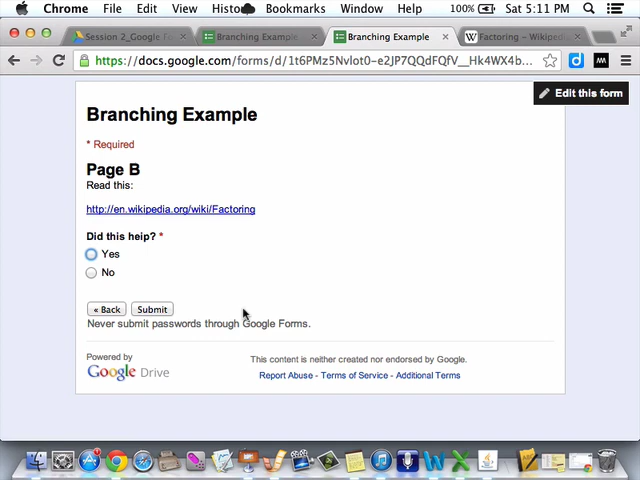 Chrome File Edit View History Bookmarks Window Help 100% Sat 5:11 PM
Session 2_Google Fo Branching Example Branching Example Factoring – Wikipedia
https://docs.google.com/forms/d/1t6PMz5Nvlot0-e2JP7QQdFQfV__Hk4WX4b...
Edit this form
Branching Example
* Required
Page B
Read this:
http://en.wikipedia.org/wiki/Factoring
Did this help? *
Yes
No
« Back Submit
Never submit passwords through Google Forms.
Powered by
Google Drive
This content is neither created nor endorsed by Google.
Report Abuse - Terms of Service - Additional Terms